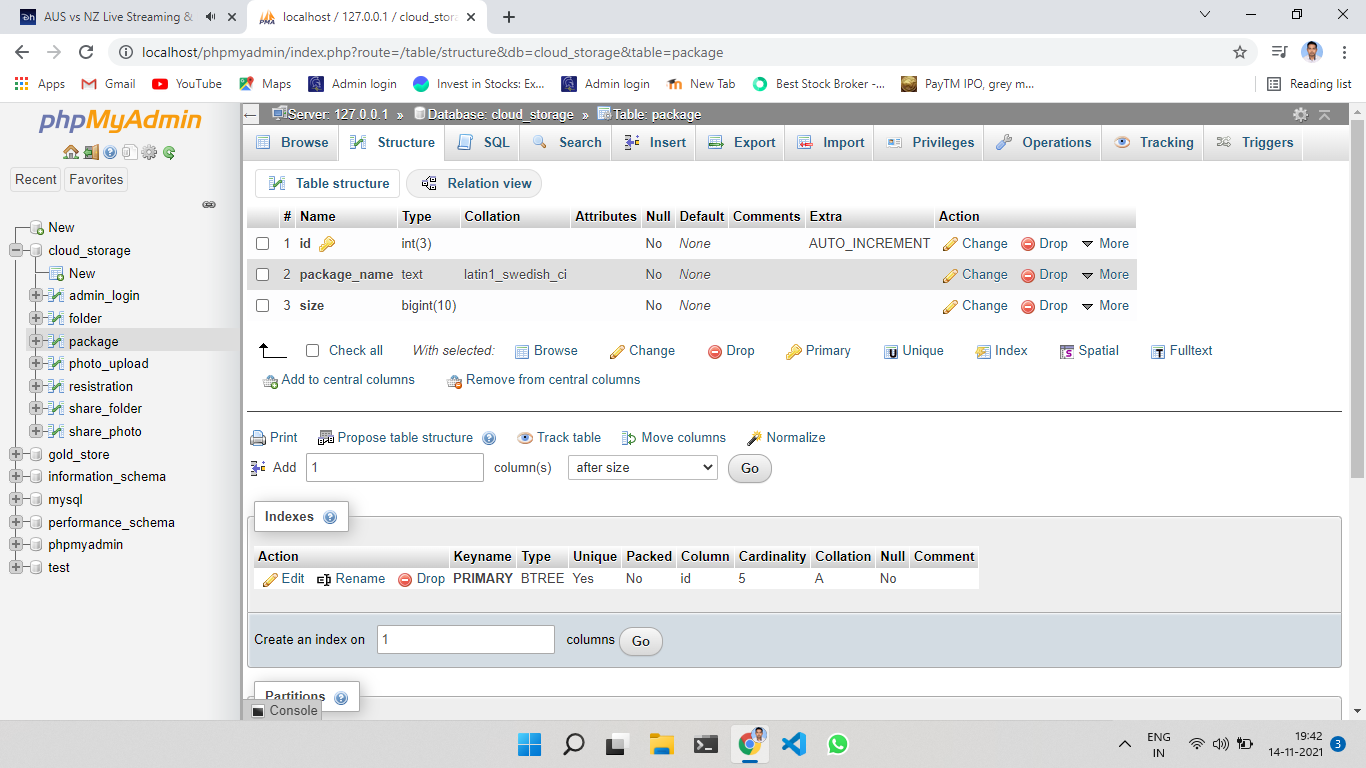 AUS vs NZ Live Streaming &
localhost / 127.0.0.1 / cloud_stora
localhost/phpmyadmin/index.php?route=/table/structure&db=cloud_storage&table=package
Apps Gmail YouTube Maps Admin login Invest in Stocks: Ex... Admin login New Tab Best Stock Broker -... PayTM IPO, grey m... Reading list
phpMyAdmin
Recent Favorites
New
cloud_storage
New
admin_login
folder
package
photo_upload
resistration
share_folder
share_photo
gold_store
information_schema
mysql
performance_schema
phpmyadmin
test
Server: 127.0.0.1 » Database: cloud_storage » Table: package
Browse Structure SQL Search Insert Export Import Privileges Operations Tracking Triggers
Table structure Relation view
# Name Type Collation Attributes Null Default Comments Extra Action
1 id int(3) No None AUTO_INCREMENT Change Drop More
2 package_name text latin1_swedish_ci No None Change Drop More
3 size bigint(10) No None Change Drop More
Check all With selected: Browse Change Drop Primary Unique Index Spatial Fulltext
Add to central columns Remove from central columns
Print Propose table structure Track table Move columns Normalize
Add 1 column(s) after size Go
Indexes
Action Keyname Type Unique Packed Column Cardinality Collation Null Comment
Edit Rename Drop PRIMARY BTREE Yes No id 5 A No
Create an index on 1 columns Go
Partitions
Console
ENG
IN
19:42
14-11-2021
3